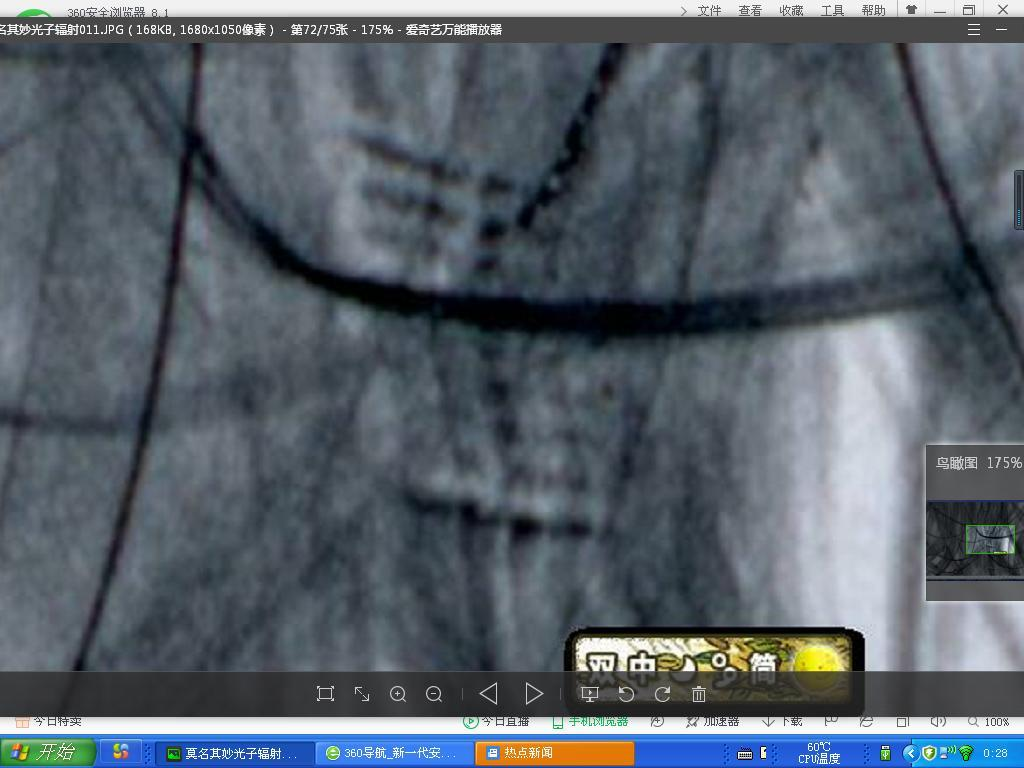 360安全浏览器 8.1
文件 查看 收藏 工具 帮助
名其妙光子辐射011.JPG ( 168KB, 1680x1050像素 ) - 第72/75张 - 175% - 爱奇艺万能播放器
鸟瞰图 175%
双 中 简
今日特卖 今日直播 手机浏览器 加速器 下载 100%
开始 莫名其妙光子辐射... 360导航_新一代安... 热点新闻 60℃ 0:28
CPU温度